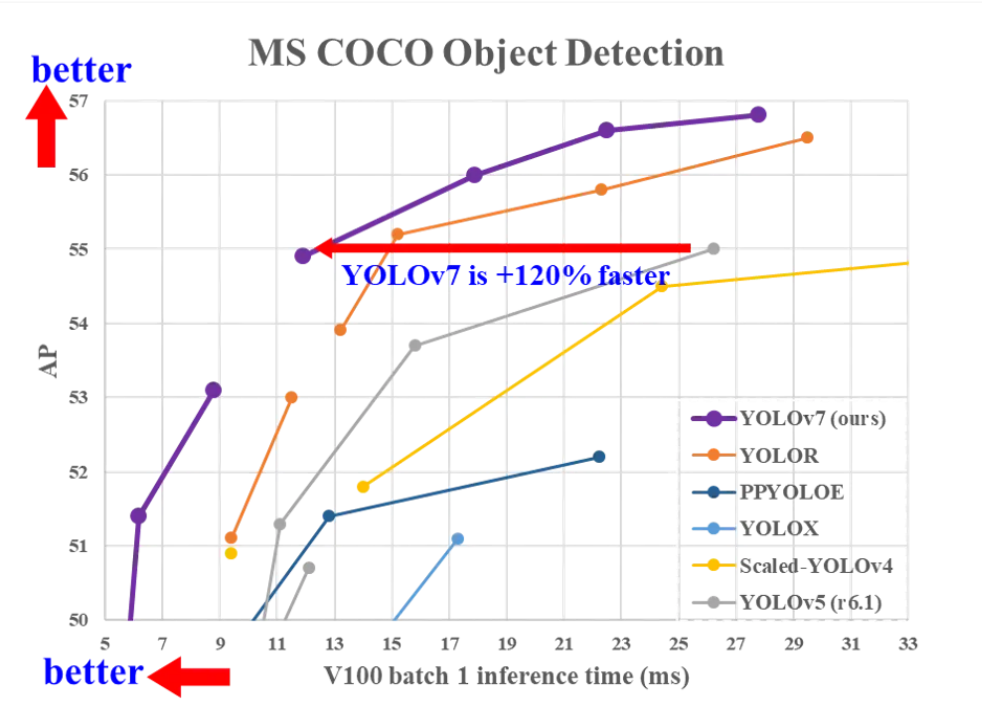 MS COCO Object Detection
better
57
56
55
YOLOv7 is +120% faster
54
AP
53
YOLOv7 (ours)
YOLOR
52
PPYOLOE
YOLOX
51
Scaled-YOLOv4
YOLOv5 (r6.1)
50
5 7 9 11 13 15 17 19 21 23 25 27 29 31 33
better
V100 batch 1 inference time (ms)